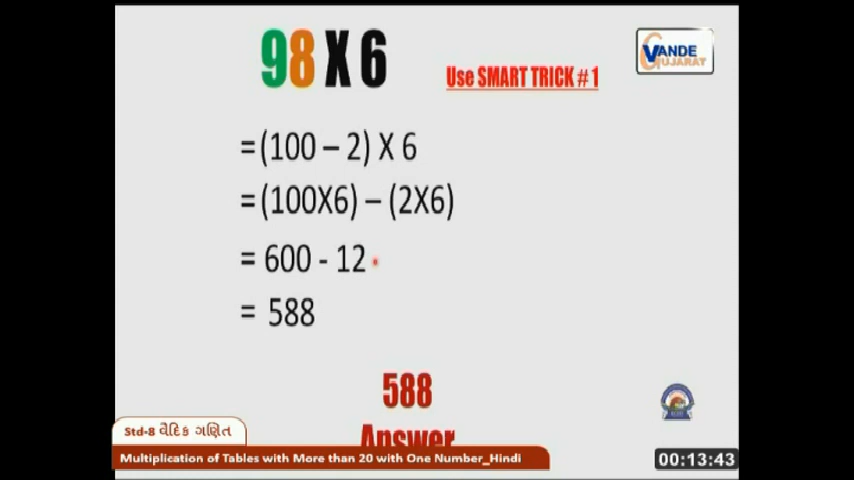 98 X 6
Use SMART TRICK # 1
VANDE
GUJARAT
= (100 – 2) X 6
= (100X6) – (2X6)
= 600 - 12
= 588
588
Answer
Std-8 વૈદિક ગણિત
Multiplication of Tables with More than 20 with One Number_Hindi
00:13:43